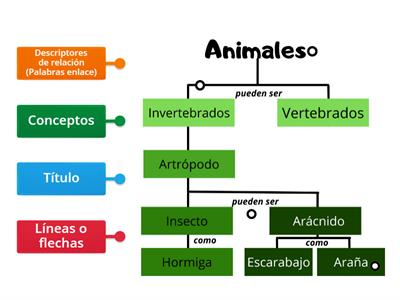 Descriptores
de relación
(Palabras enlace)
Conceptos
Título
Líneas o
flechas
Animales
pueden ser
Invertebrados
Vertebrados
Artrópodo
pueden ser
Insecto
Arácnido
como
como
Hormiga
Escarabajo
Araña